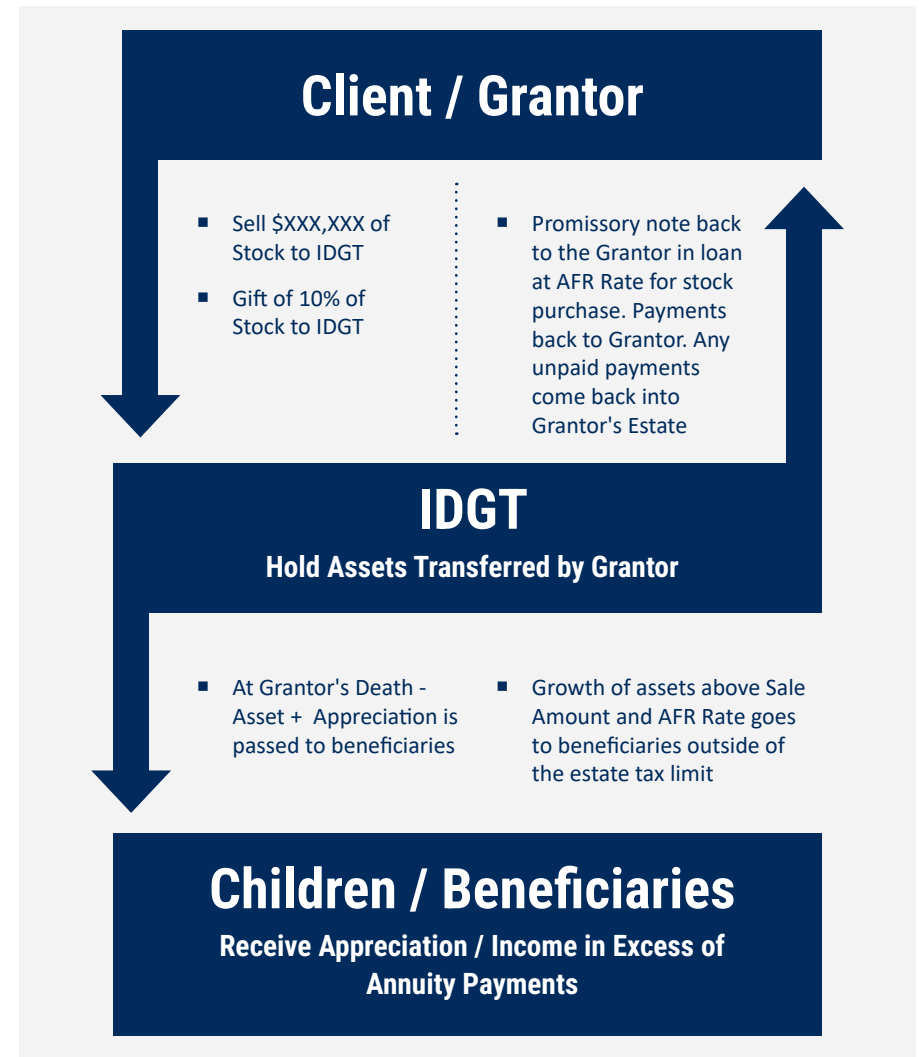 Client / Grantor
▪ Sell $XXX,XXX of
Stock to IDGT
▪ Gift of 10% of
Stock to IDGT
▪ Promissory note back
to the Grantor in loan
at AFR Rate for stock
purchase. Payments
back to Grantor. Any
unpaid payments
come back into
Grantor's Estate
IDGT
Hold Assets Transferred by Grantor
▪ At Grantor's Death -
Asset + Appreciation is
passed to beneficiaries
▪ Growth of assets above Sale
Amount and AFR Rate goes
to beneficiaries outside of
the estate tax limit
Children / Beneficiaries
Receive Appreciation / Income in Excess of
Annuity Payments